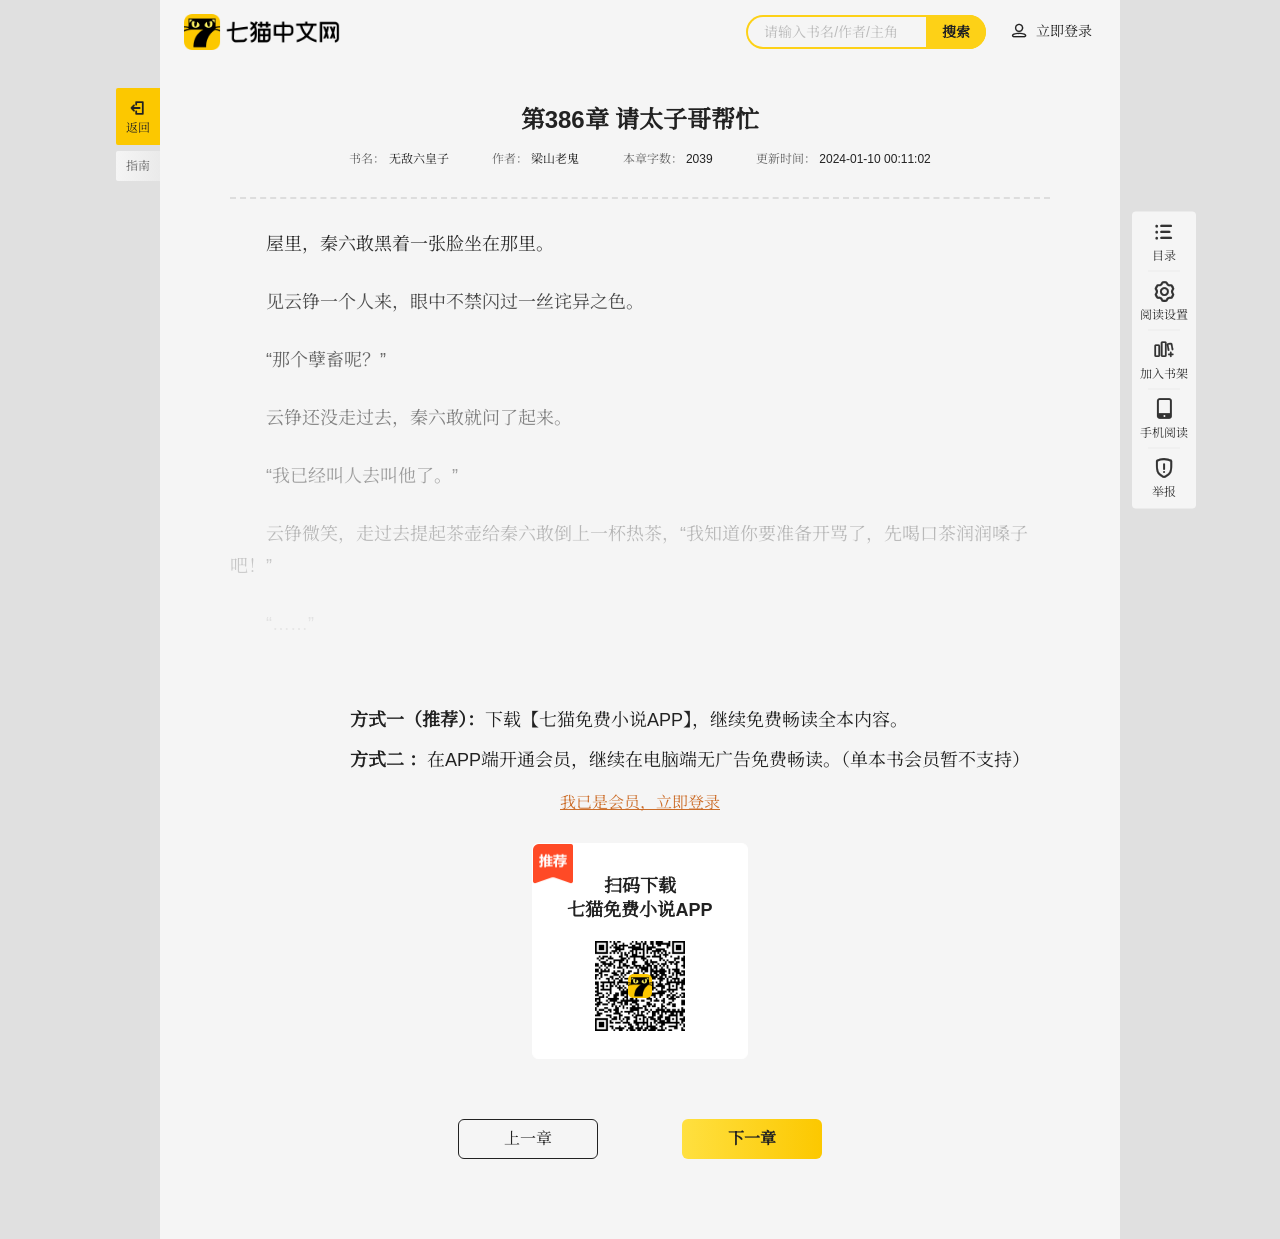 七猫中文网
请输入书名/作者/主角
搜索
立即登录
返回
指南
第386章 请太子哥帮忙
书名： 无敌六皇子 作者： 梁山老鬼 本章字数： 2039 更新时间： 2024-01-10 00:11:02
屋里，秦六敢黑着一张脸坐在那里。
见云铮一个人来，眼中不禁闪过一丝诧异之色。
“那个孽畜呢？”
云铮还没走过去，秦六敢就问了起来。
“我已经叫人去叫他了。”
云铮微笑，走过去提起茶壶给秦六敢倒上一杯热茶，“我知道你要准备开骂了，先喝口茶润润嗓子
吧！”
“……”
目录
阅读设置
加入书架
手机阅读
举报
方式一（推荐）：下载【七猫免费小说APP】，继续免费畅读全本内容。
方式二 ：在APP端开通会员，继续在电脑端无广告免费畅读。（单本书会员暂不支持）
我已是会员，立即登录
推荐
扫码下载
七猫免费小说APP
上一章
下一章